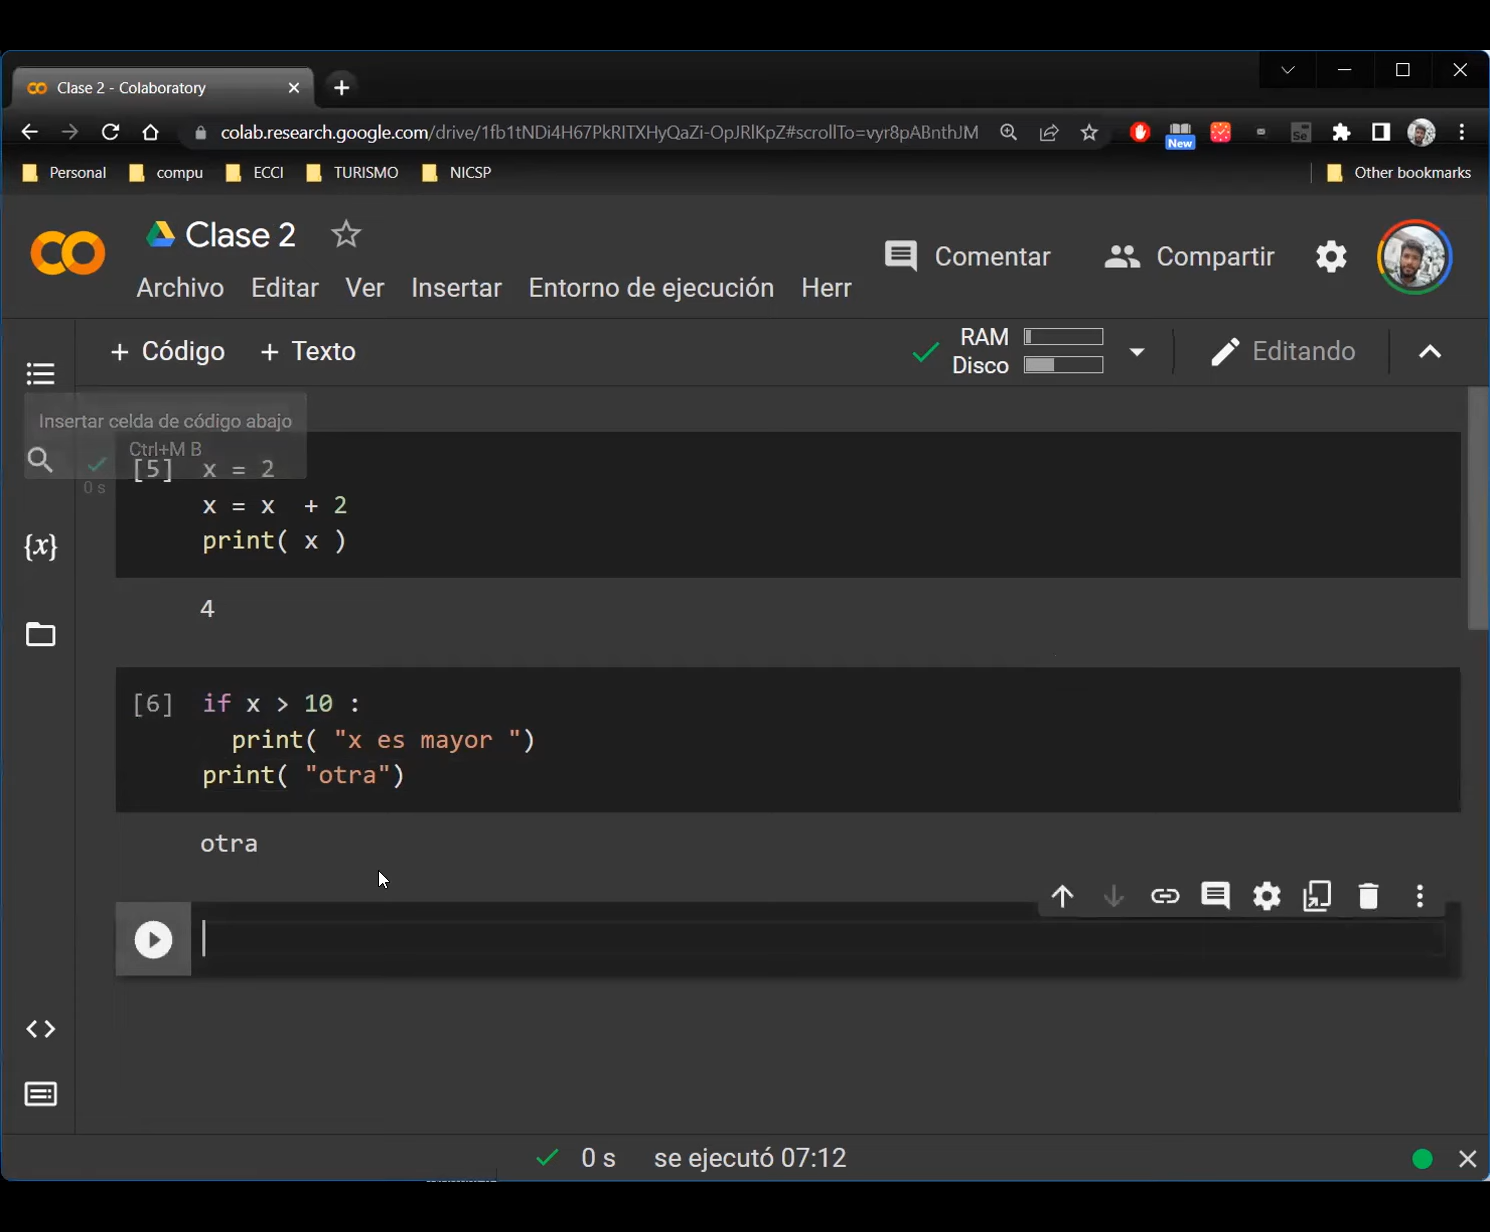 Clase 2 - Colaboratory
colab.research.google.com/drive/1fb1tNDi4H67PkRITXHyQaZi-OpJRlKpZ#scrollTo=vyr8pABnthJM
Se
New
Personal compu ECCI TURISMO NICSP Other bookmarks
Clase 2
Comentar Compartir
Archivo Editar Ver Insertar Entorno de ejecución Herr
+ Código + Texto
RAM
Disco
Editando
Insertar celda de código abajo
Ctrl+M B
[5] x = 2
0 s
x = x  + 2
{x}
print( x )
4
[6] if x > 10 :
print( "x es mayor ")
print( "otra")
otra
0 s se ejecutó 07:12